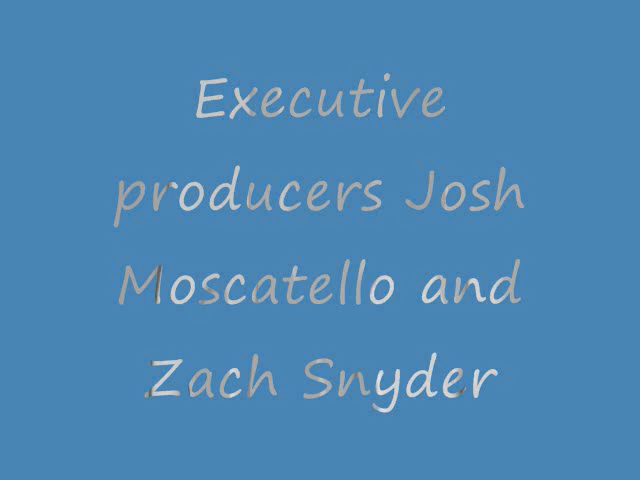 Executive
producers Josh
Moscatello and
Zach Snyder